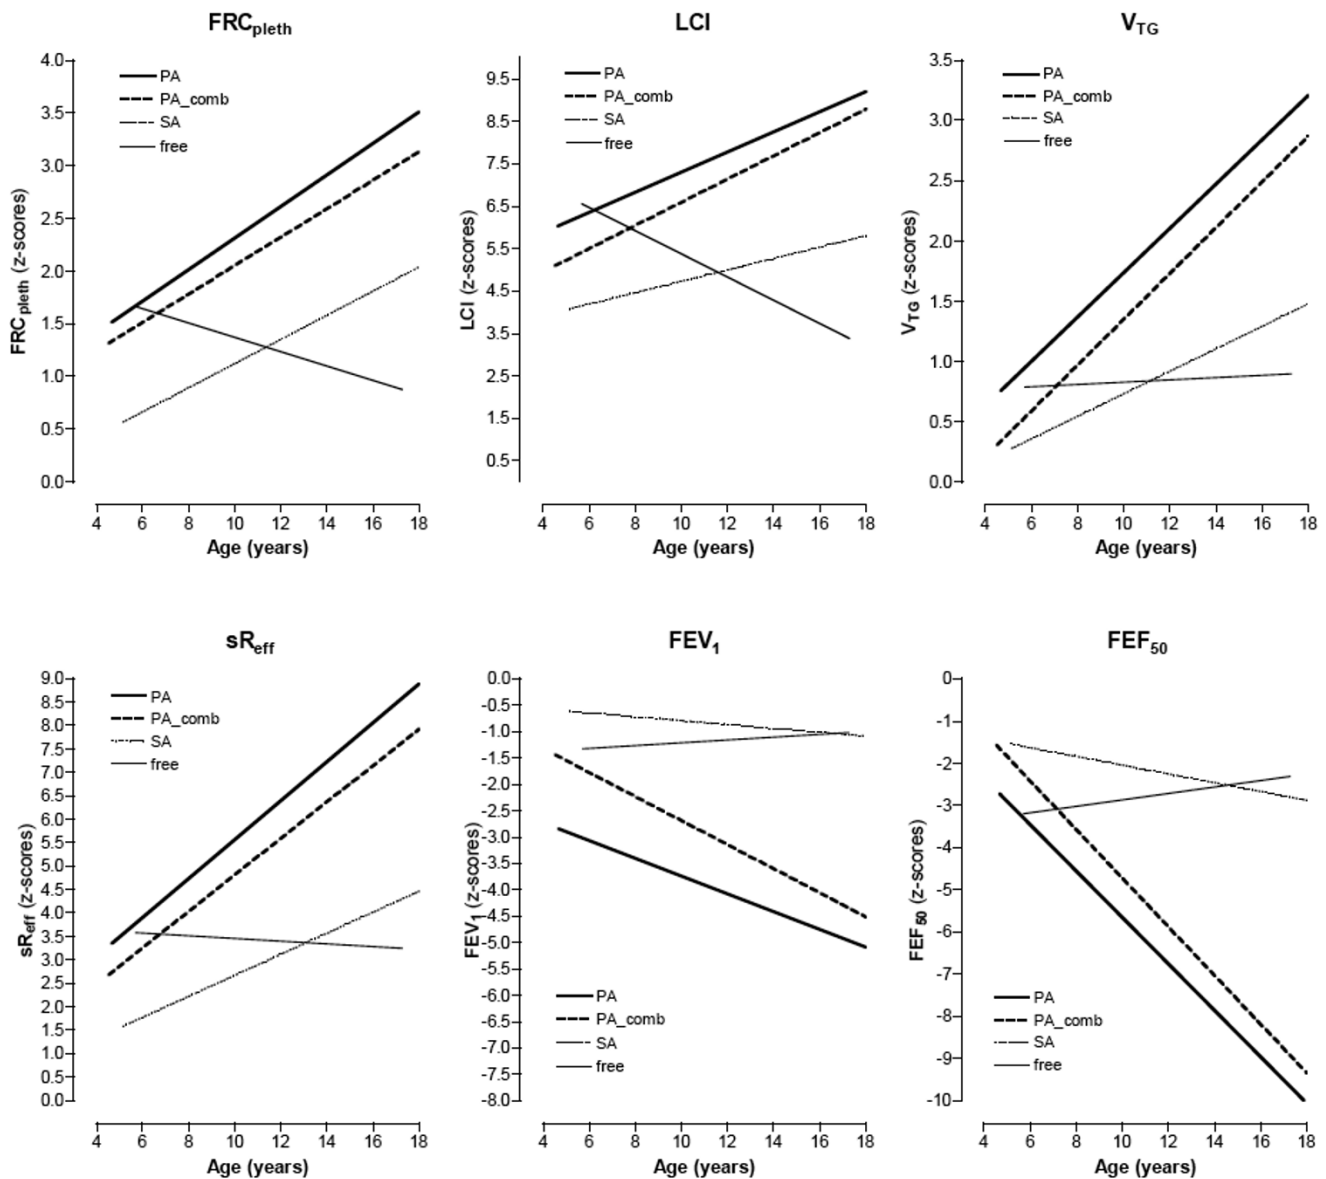 FRCpleth
4.0
3.5
3.0
2.5
2.0
1.5
1.0
0.5
0.0
FRCpleth (z-scores)
PA
PA_comb
SA
free
4 6 8 10 12 14 16 18
Age (years)
LCI
9.5
8.5
7.5
6.5
5.5
4.5
3.5
2.5
1.5
0.5
LCI (z-scores)
PA
PA_comb
SA
free
4 6 8 10 12 14 16 18
Age (years)
VTG
3.5
3.0
2.5
2.0
1.5
1.0
0.5
0.0
VTG (z-scores)
PA
PA_comb
SA
free
4 6 8 10 12 14 16 18
Age (years)
sReff
9.0
8.5
8.0
7.5
7.0
6.5
6.0
5.5
5.0
4.5
4.0
3.5
3.0
2.5
2.0
1.5
1.0
0.5
0.0
sReff (z-scores)
PA
PA_comb
SA
free
4 6 8 10 12 14 16 18
Age (years)
FEV1
0.0
-0.5
-1.0
-1.5
-2.0
-2.5
-3.0
-3.5
-4.0
-4.5
-5.0
-5.5
-6.0
-6.5
-7.0
-7.5
-8.0
FEV1 (z-scores)
PA
PA_comb
SA
free
4 6 8 10 12 14 16 18
Age (years)
FEF50
0
-1
-2
-3
-4
-5
-6
-7
-8
-9
-10
FEF50 (z-scores)
PA
PA_comb
SA
free
4 6 8 10 12 14 16 18
Age (years)